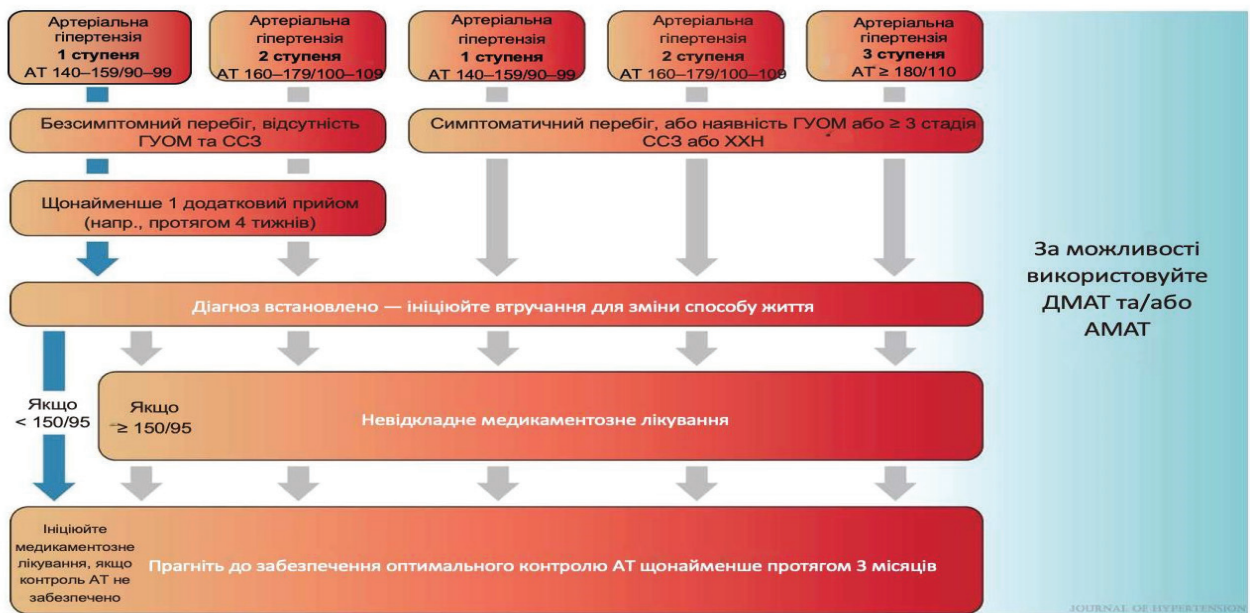 Артеріальна
гіпертензія
1 ступеня
АТ 140–159/90–99
Артеріальна
гіпертензія
2 ступеня
АТ 160–179/100–109
Артеріальна
гіпертензія
1 ступеня
АТ 140–159/90–99
Артеріальна
гіпертензія
2 ступеня
АТ 160–179/100–109
Артеріальна
гіпертензія
3 ступеня
АТ ≥ 180/110
Безсимптомний перебіг, відсутність
ГУОМ та ССЗ
Симптоматичний перебіг, або наявність ГУОМ або ≥ 3 стадія
ССЗ або ХХН
Щонайменше 1 додатковий прийом
(напр., протягом 4 тижнів)
За можливості
використовуйте
ДМАТ та/або
АМАТ
Діагноз встановлено — ініціюйте втручання для зміни способу життя
Якщо
< 150/95
Якщо
≥ 150/95
Невідкладне медикаментозне лікування
Ініціюйте
медикаментозне
лікування, якщо
контроль АТ не
забезпечено
Прагніть до забезпечення оптимального контролю АТ щонайменше протягом 3 місяців
JOURNAL OF HYPERTENSION